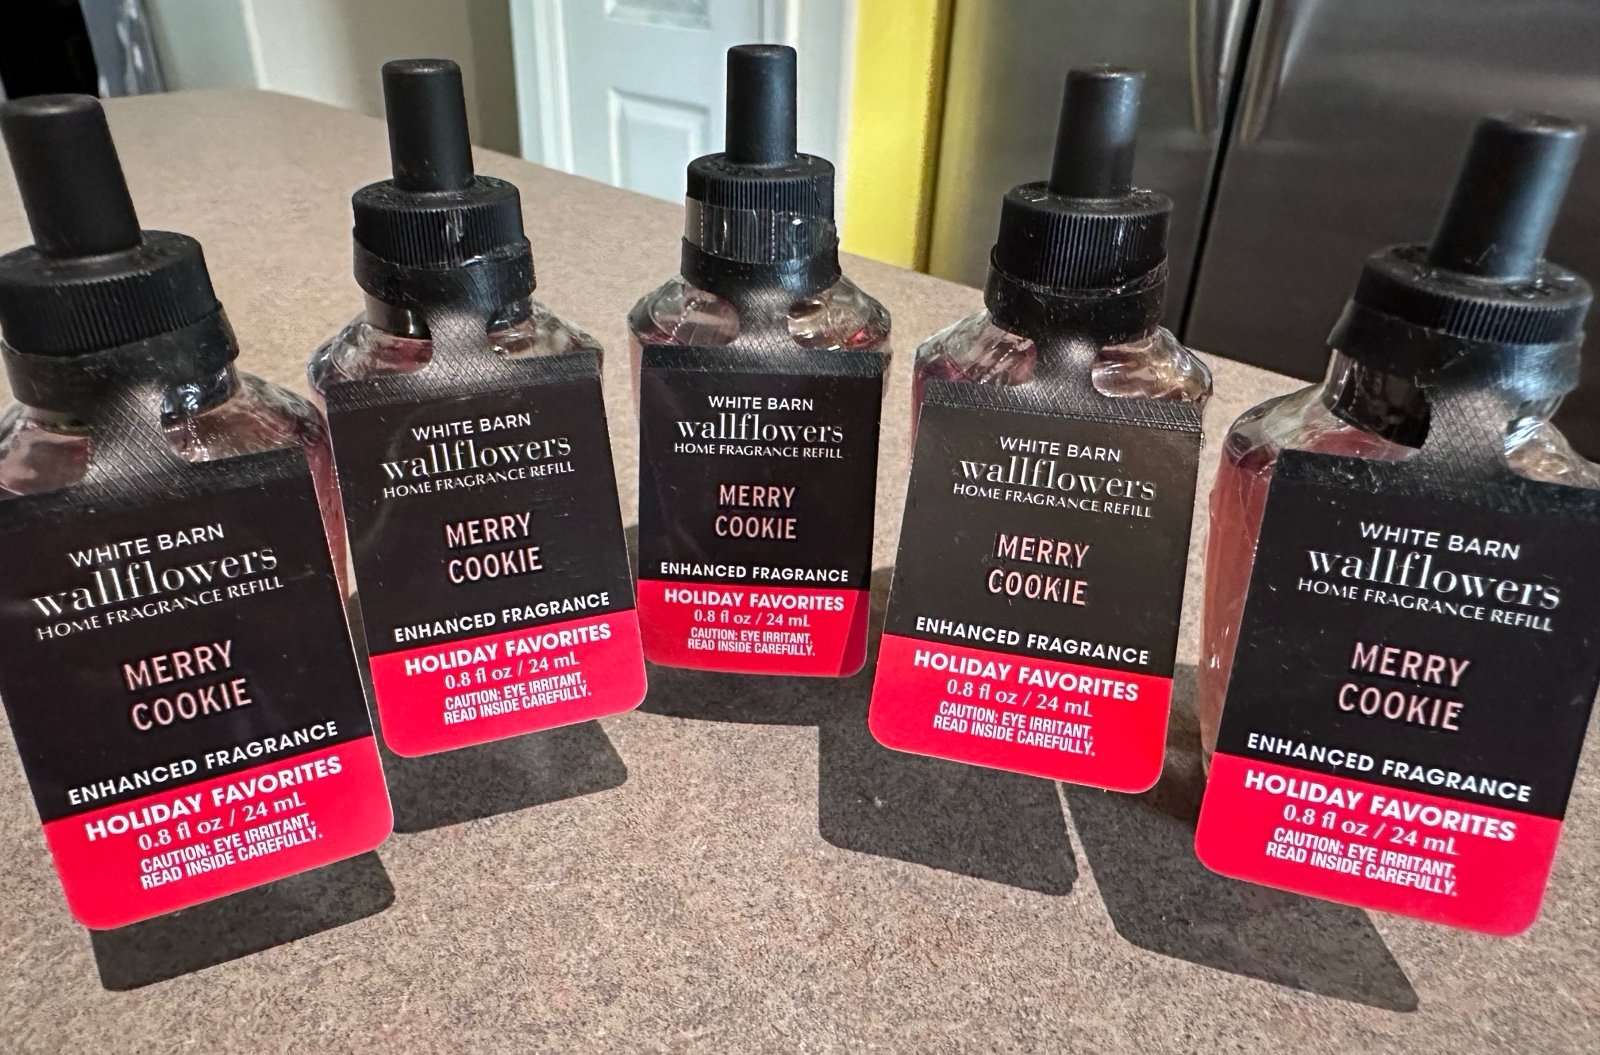 WHITE BARN
wallflowers
HOME FRAGRANCE REFILL
MERRY
COOKIE
ENHANCED FRAGRANCE
HOLIDAY FAVORITES
0.8 fl oz / 24 mL
CAUTION: EYE IRRITANT.
READ INSIDE CAREFULLY.
WHITE BARN
wallflowers
HOME FRAGRANCE REFILL
MERRY
COOKIE
ENHANCED FRAGRANCE
HOLIDAY FAVORITES
0.8 fl oz / 24 mL
CAUTION: EYE IRRITANT.
READ INSIDE CAREFULLY.
WHITE BARN
wallflowers
HOME FRAGRANCE REFILL
MERRY
COOKIE
ENHANCED FRAGRANCE
HOLIDAY FAVORITES
0.8 fl oz / 24 mL
CAUTION: EYE IRRITANT.
READ INSIDE CAREFULLY.
WHITE BARN
wallflowers
HOME FRAGRANCE REFILL
MERRY
COOKIE
ENHANCED FRAGRANCE
HOLIDAY FAVORITES
0.8 fl oz / 24 mL
CAUTION: EYE IRRITANT.
READ INSIDE CAREFULLY.
WHITE BARN
wallflowers
HOME FRAGRANCE REFILL
MERRY
COOKIE
ENHANCED FRAGRANCE
HOLIDAY FAVORITES
0.8 fl oz / 24 mL
CAUTION: EYE IRRITANT.
READ INSIDE CAREFULLY.